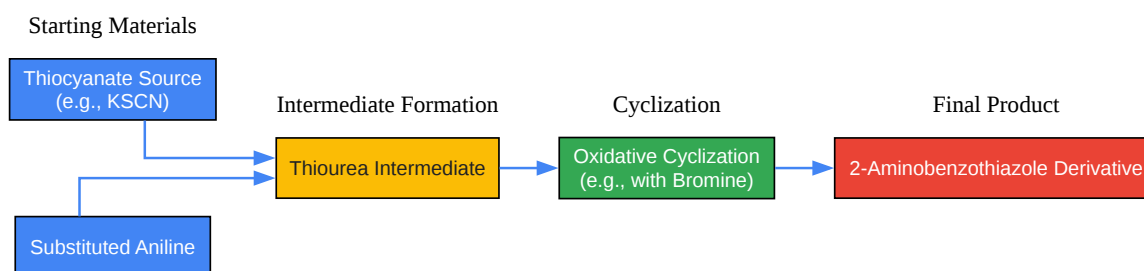 Starting Materials
Thiocyanate Source
(e.g., KSCN)
Intermediate Formation
Cyclization
Final Product
Thiourea Intermediate
Oxidative Cyclization
(e.g., with Bromine)
2-Aminobenzothiazole Derivative
Substituted Aniline